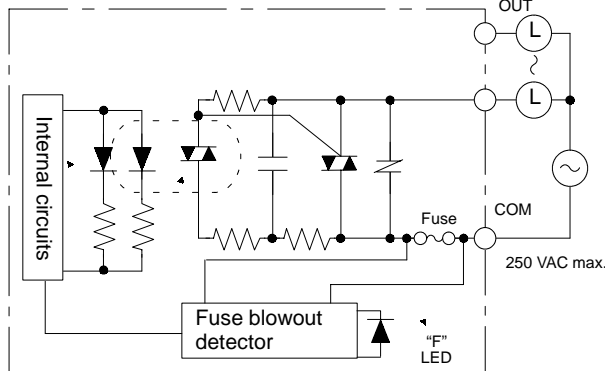 OUT
L
L
Internal circuits
Fuse
COM
250 VAC max.
Fuse blowout
detector
“F”
LED